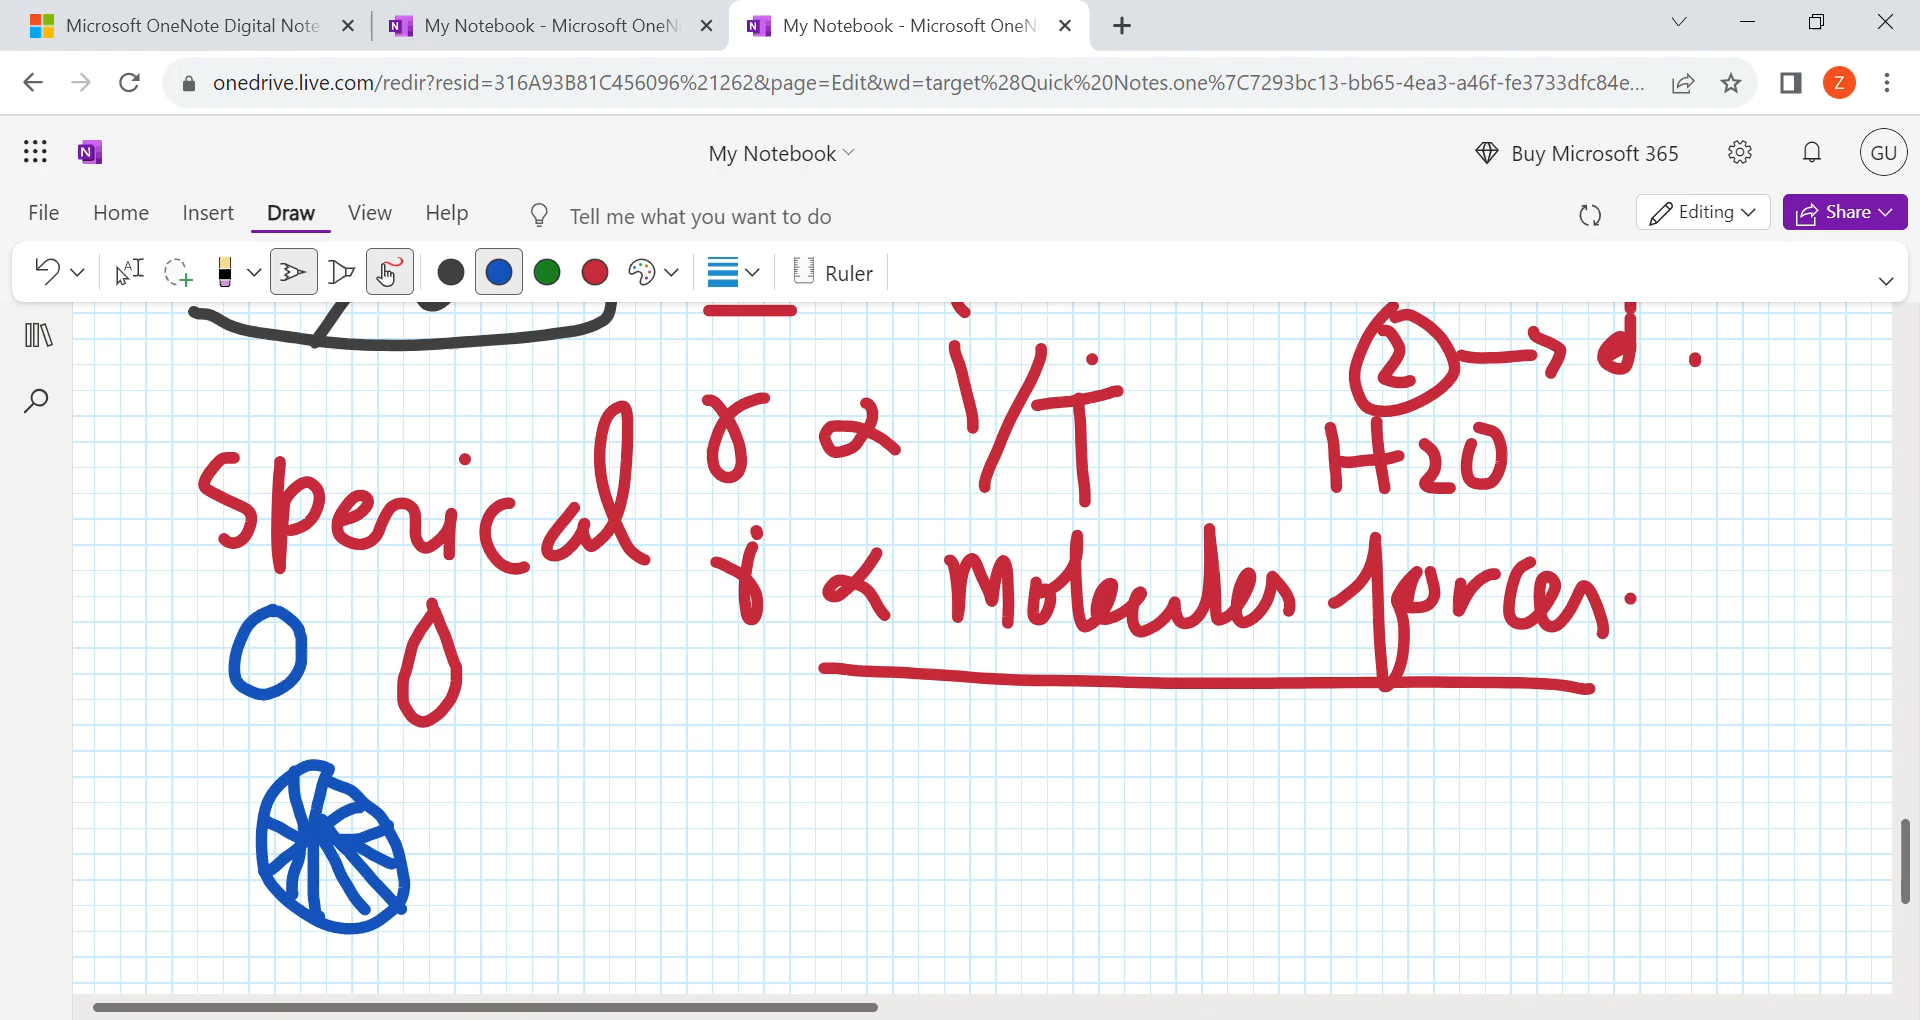 Microsoft OneNote Digital Note
My Notebook - Microsoft OneN
My Notebook - Microsoft OneN
onedrive.live.com/redir?resid=316A93B81C456096%21262&page=Edit&wd=target%28Quick%20Notes.one%7C7293bc13-bb65-4ea3-a46f-fe3733dfc84e...
Z
N
My Notebook
Buy Microsoft 365
GU
File Home Insert Draw View Help Tell me what you want to do
Editing
Share
Ruler
2 → d.
γ α 1/T
H2O
Sperical
γ α Molecules forces.